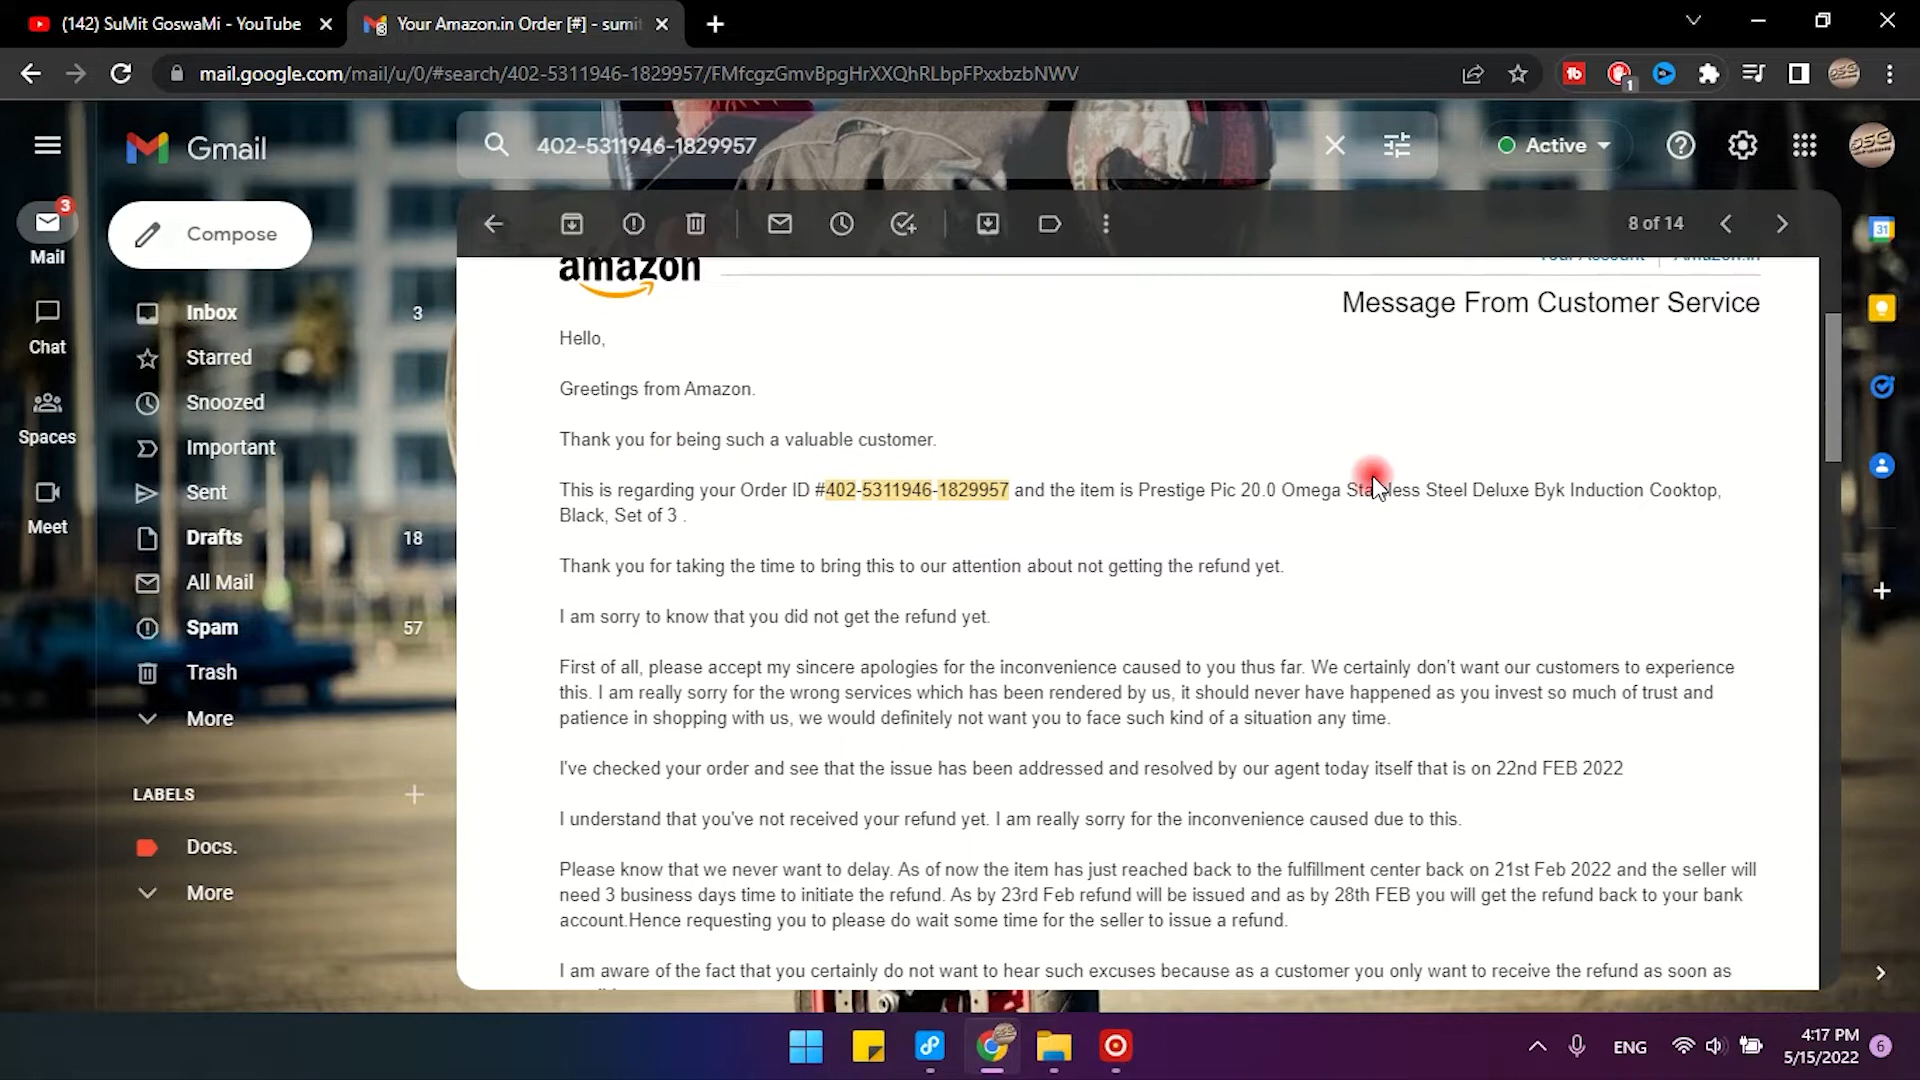 (142) SuMit GoswaMi - YouTube
Your Amazon.in Order [#] - sumit
mail.google.com/mail/u/0/#search/402-5311946-1829957/FMfcgzGmvBpgHrXXQhRLbpFPxxbzbNWV
1
Gmail
402-5311946-1829957
Active
DSG
3
Mail
Compose
8 of 14
31
Chat
Spaces
Meet
Inbox 3
Starred
Snoozed
Important
Sent
Drafts 18
All Mail
Spam 57
Trash
More
LABELS
Docs.
More
amazon
Your Account Amazon.in
Message From Customer Service
Hello,
Greetings from Amazon.
Thank you for being such a valuable customer.
This is regarding your Order ID #402-5311946-1829957 and the item is Prestige Pic 20.0 Omega Stainless Steel Deluxe Byk Induction Cooktop,
Black, Set of 3 .
Thank you for taking the time to bring this to our attention about not getting the refund yet.
I am sorry to know that you did not get the refund yet.
First of all, please accept my sincere apologies for the inconvenience caused to you thus far. We certainly don't want our customers to experience
this. I am really sorry for the wrong services which has been rendered by us, it should never have happened as you invest so much of trust and
patience in shopping with us, we would definitely not want you to face such kind of a situation any time.
I've checked your order and see that the issue has been addressed and resolved by our agent today itself that is on 22nd FEB 2022
I understand that you've not received your refund yet. I am really sorry for the inconvenience caused due to this.
Please know that we never want to delay. As of now the item has just reached back to the fulfillment center back on 21st Feb 2022 and the seller will
need 3 business days time to initiate the refund. As by 23rd Feb refund will be issued and as by 28th FEB you will get the refund back to your bank
account.Hence requesting you to please do wait some time for the seller to issue a refund.
I am aware of the fact that you certainly do not want to hear such excuses because as a customer you only want to receive the refund as soon as
ENG
4:17 PM
5/15/2022
6